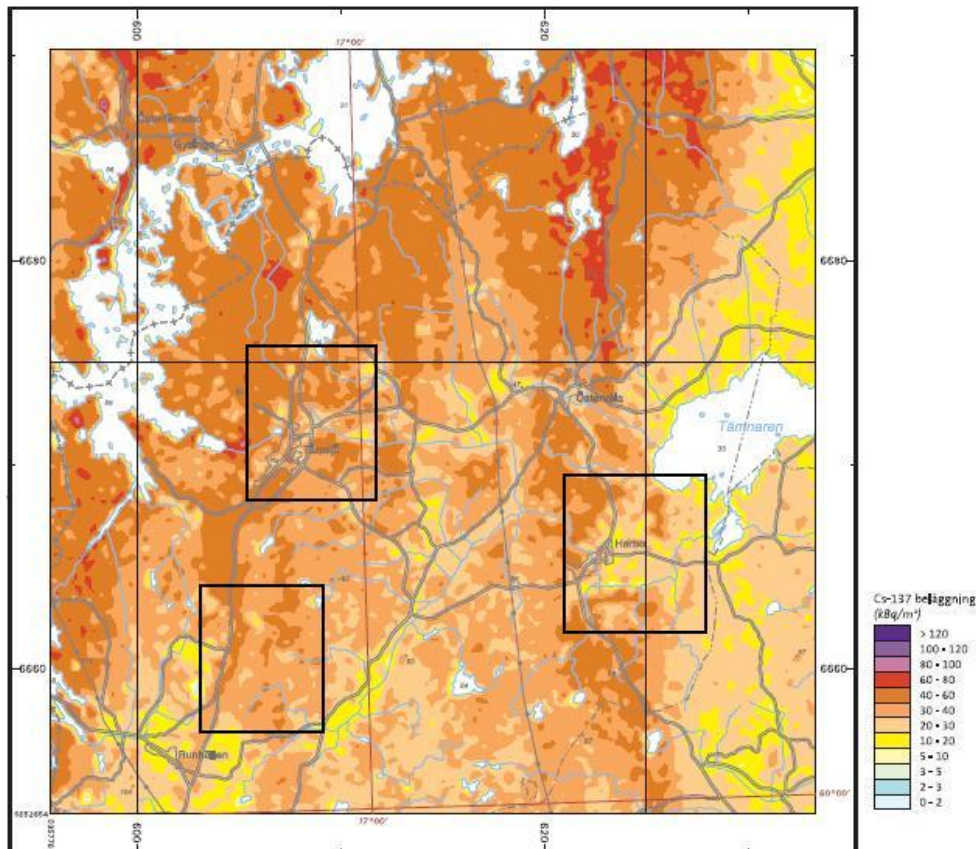 600
17°00'
620
Gysinge
6680
6680
Östervåla
Tämnaren
Tärnsjö
Harbo
6660
6660
Runhällen
60°00'
600
17°00'
620
Cs-137 beläggning
(kBq/m²)
> 120
100 - 120
80 - 100
60 - 80
40 - 60
30 - 40
20 - 30
10 - 20
5 - 10
3 - 5
2 - 3
0 - 2